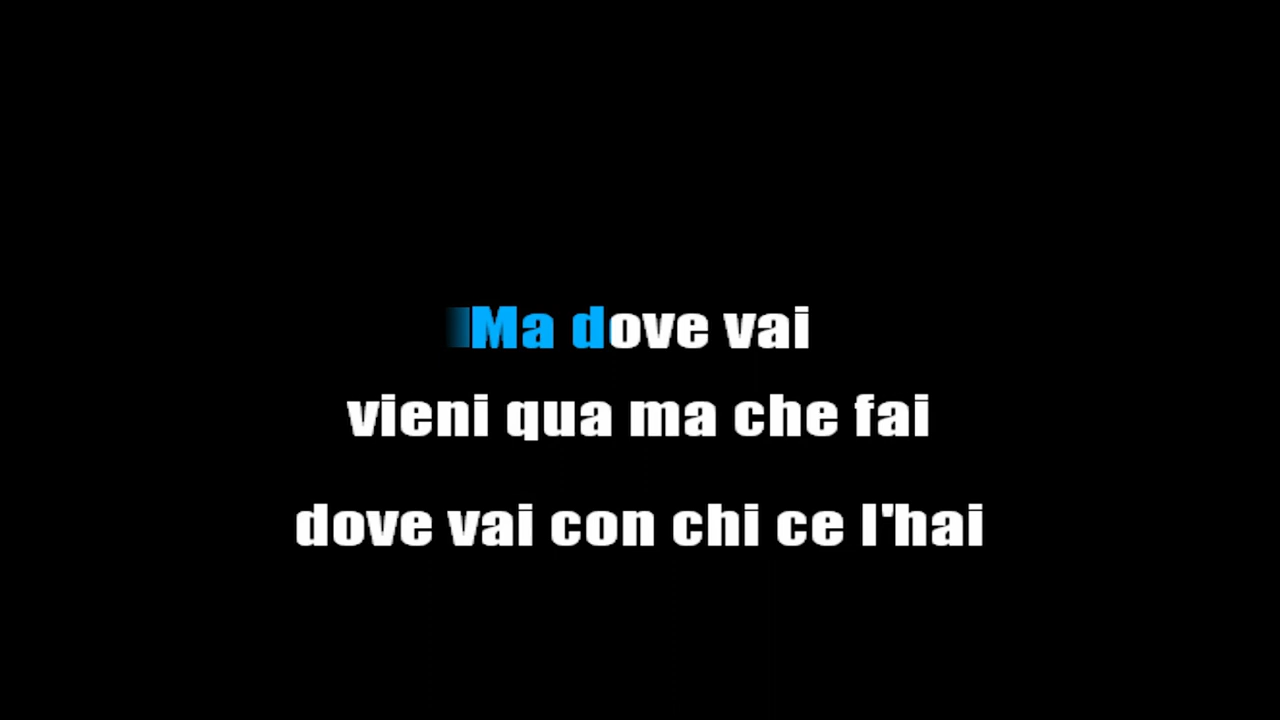 Ma dove vai
vieni qua ma che fai
dove vai con chi ce l'hai